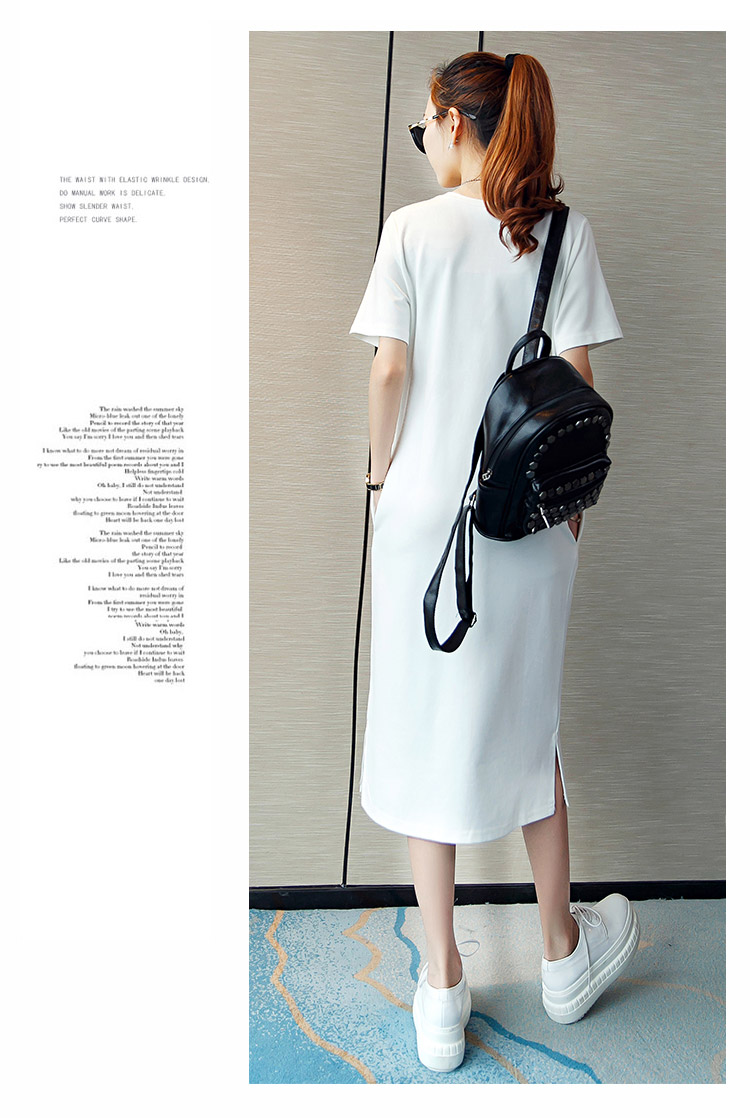 THE WAIST WITH ELASTIC WRINKLE DESIGN.
DO MANUAL WORK IS DELICATE.
SHOW SLENDER WAIST.
PERFECT CURVE SHAPE.
The rain washed the summer sky
Micro-blue leak out one of the lonely
Pencil to record the story of that year
Like the old movies of the parting scene playback
You say I'm sorry I love you and then shed tears
I know what to do more not dream of residual worry in
From the first summer you were gone
ry to use the most beautiful poem records about you and I
Helpless fingertips cold
Write warm words
Oh baby, I still do not understand
Not understand
why you choose to leave if I continue to wait
Roadside Indus leaves
floating to green moon hovering at the door
Heart will be back one day lost
The rain washed the summer sky
Micro-blue leak out one of the lonely
Pencil to record
the story of that year
Like the old movies of the parting scene playback
You say I'm sorry
I love you and then shed tears
I know what to do more not dream of
residual worry in
From the first summer you were gone
I try to use the most beautiful
poem records about you and I
Write warm words
Oh baby,
I still do not understand
Not understand why
you choose to leave if I continue to wait
Roadside Indus leaves
floating to green moon hovering at the door
Heart will be back
one day lost